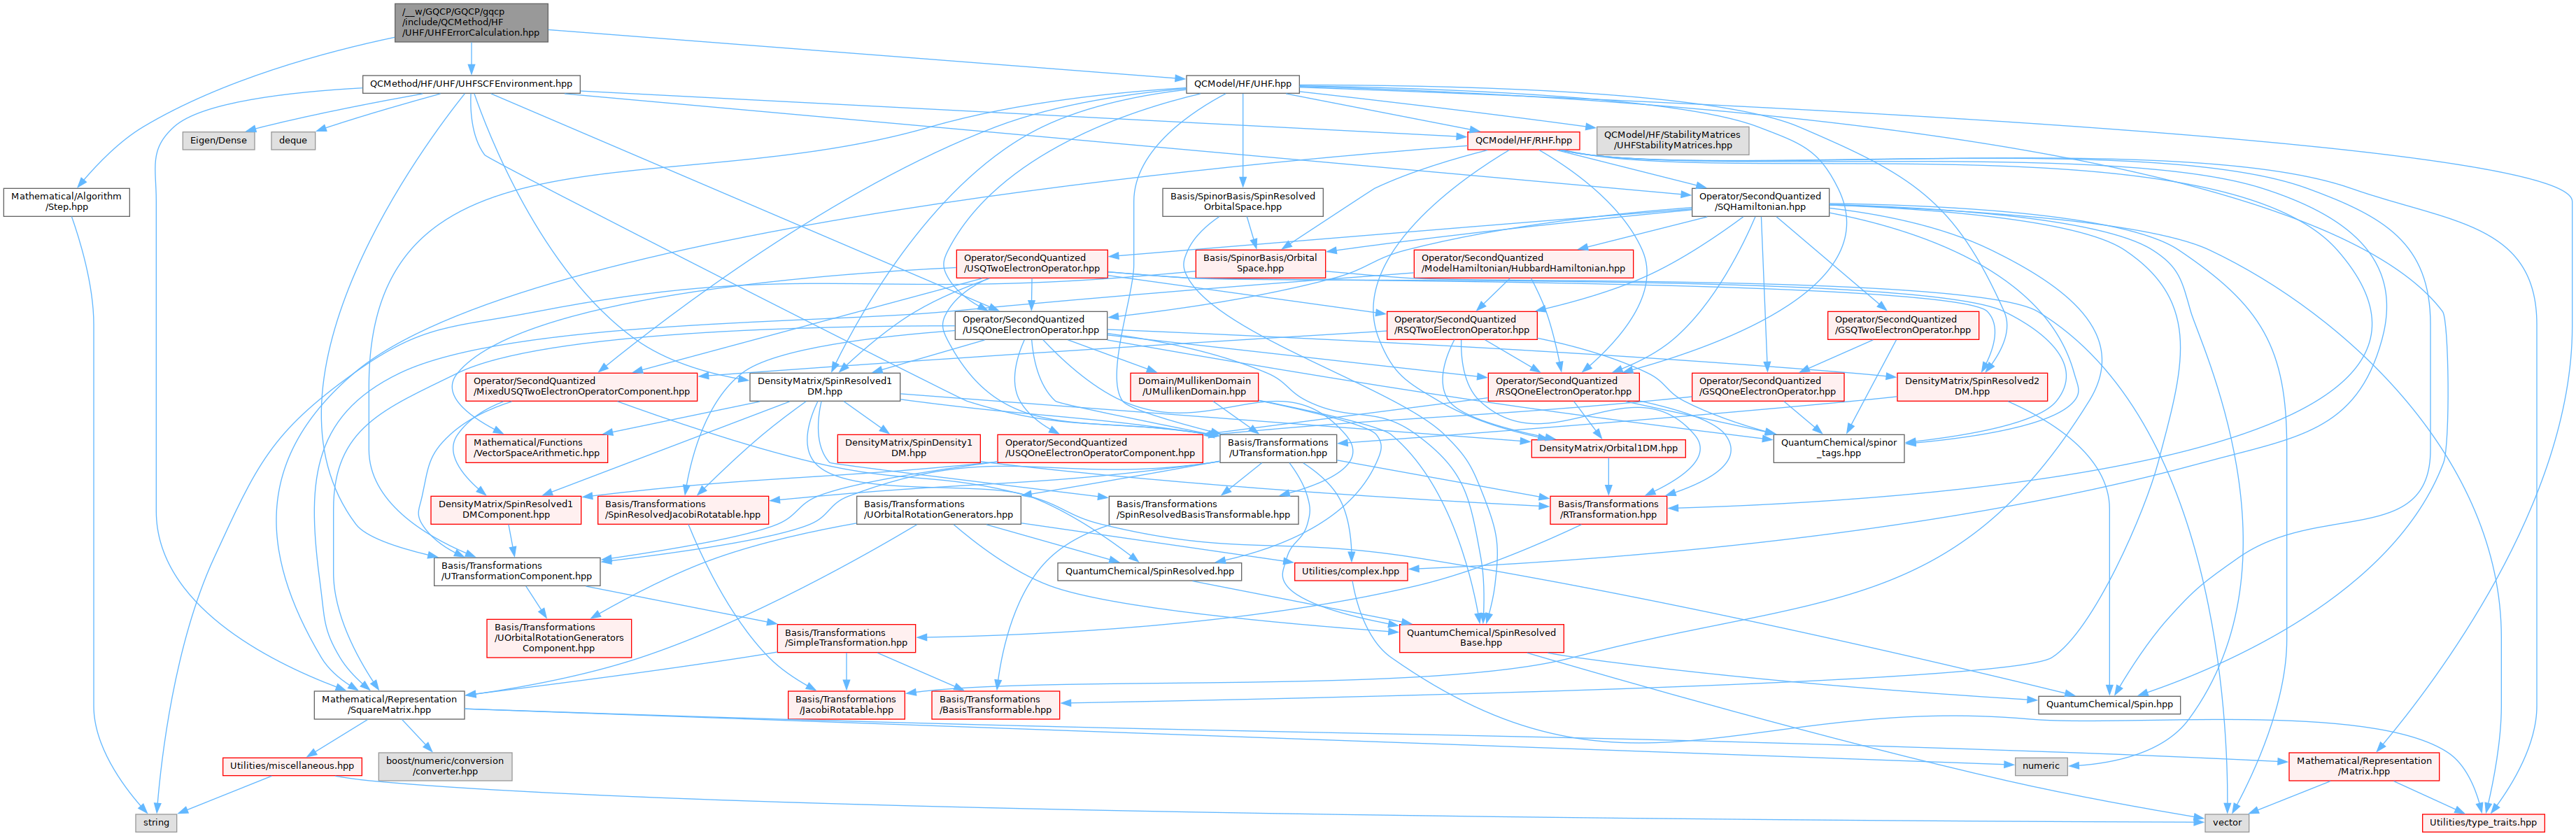 /__w/GQCP/GQCP/gqcp
/include/QCMethod/HF
/UHF/UHFErrorCalculation.hpp
QCMethod/HF/UHF/UHFSCFEnvironment.hpp
QCModel/HF/UHF.hpp
Eigen/Dense
deque
QCModel/HF/RHF.hpp
QCModel/HF/StabilityMatrices
/UHFStabilityMatrices.hpp
Mathematical/Algorithm
/Step.hpp
Basis/SpinorBasis/SpinResolved
OrbitalSpace.hpp
Operator/SecondQuantized
/SQHamiltonian.hpp
Operator/SecondQuantized
/USQTwoElectronOperator.hpp
Basis/SpinorBasis/Orbital
Space.hpp
Operator/SecondQuantized
/ModelHamiltonian/HubbardHamiltonian.hpp
Operator/SecondQuantized
/USQOneElectronOperator.hpp
Operator/SecondQuantized
/RSQTwoElectronOperator.hpp
Operator/SecondQuantized
/GSQTwoElectronOperator.hpp
Operator/SecondQuantized
/MixedUSQTwoElectronOperatorComponent.hpp
DensityMatrix/SpinResolved1
DM.hpp
Domain/MullikenDomain
/UMullikenDomain.hpp
Operator/SecondQuantized
/RSQOneElectronOperator.hpp
Operator/SecondQuantized
/GSQOneElectronOperator.hpp
DensityMatrix/SpinResolved2
DM.hpp
Mathematical/Functions
/VectorSpaceArithmetic.hpp
DensityMatrix/SpinDensity1
DM.hpp
Operator/SecondQuantized
/USQOneElectronOperatorComponent.hpp
Basis/Transformations
/UTransformation.hpp
DensityMatrix/Orbital1DM.hpp
QuantumChemical/spinor
_tags.hpp
DensityMatrix/SpinResolved1
DMComponent.hpp
Basis/Transformations
/SpinResolvedJacobiRotatable.hpp
Basis/Transformations
/UOrbitalRotationGenerators.hpp
Basis/Transformations
/SpinResolvedBasisTransformable.hpp
Basis/Transformations
/RTransformation.hpp
Basis/Transformations
/UTransformationComponent.hpp
QuantumChemical/SpinResolved.hpp
Utilities/complex.hpp
Basis/Transformations
/UOrbitalRotationGenerators
Component.hpp
Basis/Transformations
/SimpleTransformation.hpp
QuantumChemical/SpinResolved
Base.hpp
Mathematical/Representation
/SquareMatrix.hpp
Basis/Transformations
/JacobiRotatable.hpp
Basis/Transformations
/BasisTransformable.hpp
QuantumChemical/Spin.hpp
Utilities/miscellaneous.hpp
boost/numeric/conversion
/converter.hpp
numeric
Mathematical/Representation
/Matrix.hpp
string
vector
Utilities/type_traits.hpp